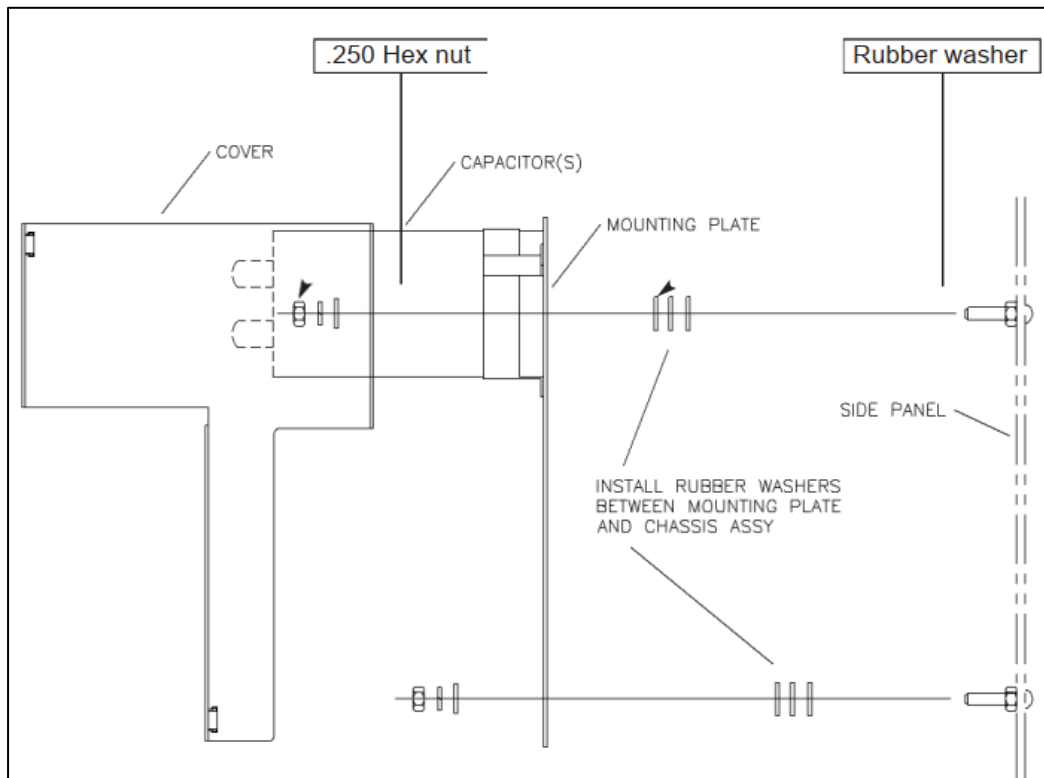 .250 Hex nut
Rubber washer
COVER
CAPACITOR(S)
MOUNTING PLATE
SIDE PANEL
INSTALL RUBBER WASHERS
BETWEEN MOUNTING PLATE
AND CHASSIS ASSY